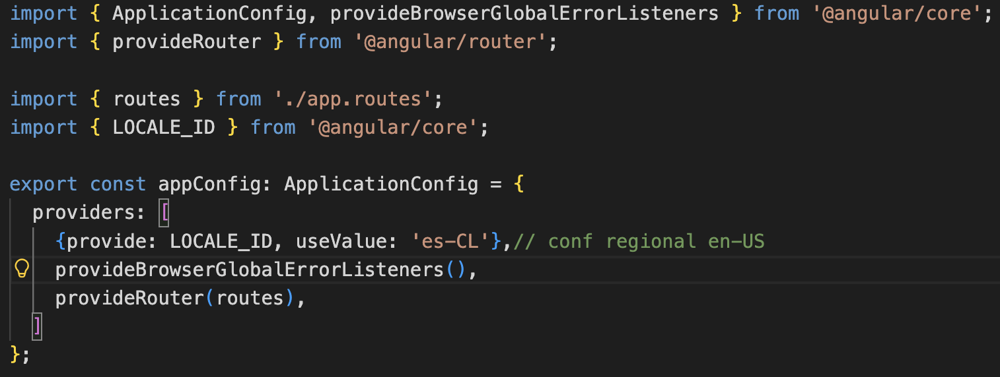 import { ApplicationConfig, provideBrowserGlobalErrorListeners } from '@angular/core';
import { provideRouter } from '@angular/router';
import { routes } from './app.routes';
import { LOCALE_ID } from '@angular/core';
export const appConfig: ApplicationConfig = {
  providers: [
    {provide: LOCALE_ID, useValue: 'es-CL'},// conf regional en-US
    provideBrowserGlobalErrorListeners(),
    provideRouter(routes),
  ]
};